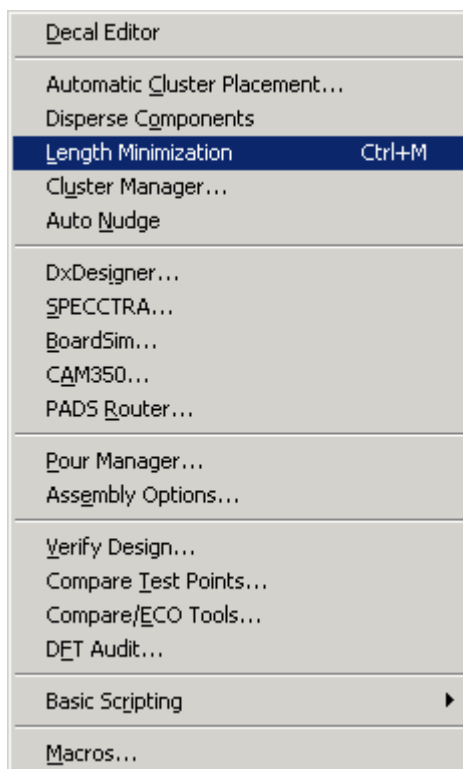 Decal Editor
Automatic Cluster Placement...
Disperse Components
Length Minimization Ctrl+M
Cluster Manager...
Auto Nudge
DxDesigner...
SPECCTRA...
BoardSim...
CAM350...
PADS Router...
Pour Manager...
Assembly Options...
Verify Design...
Compare Test Points...
Compare/ECO Tools...
DFT Audit...
Basic Scripting
Macros...